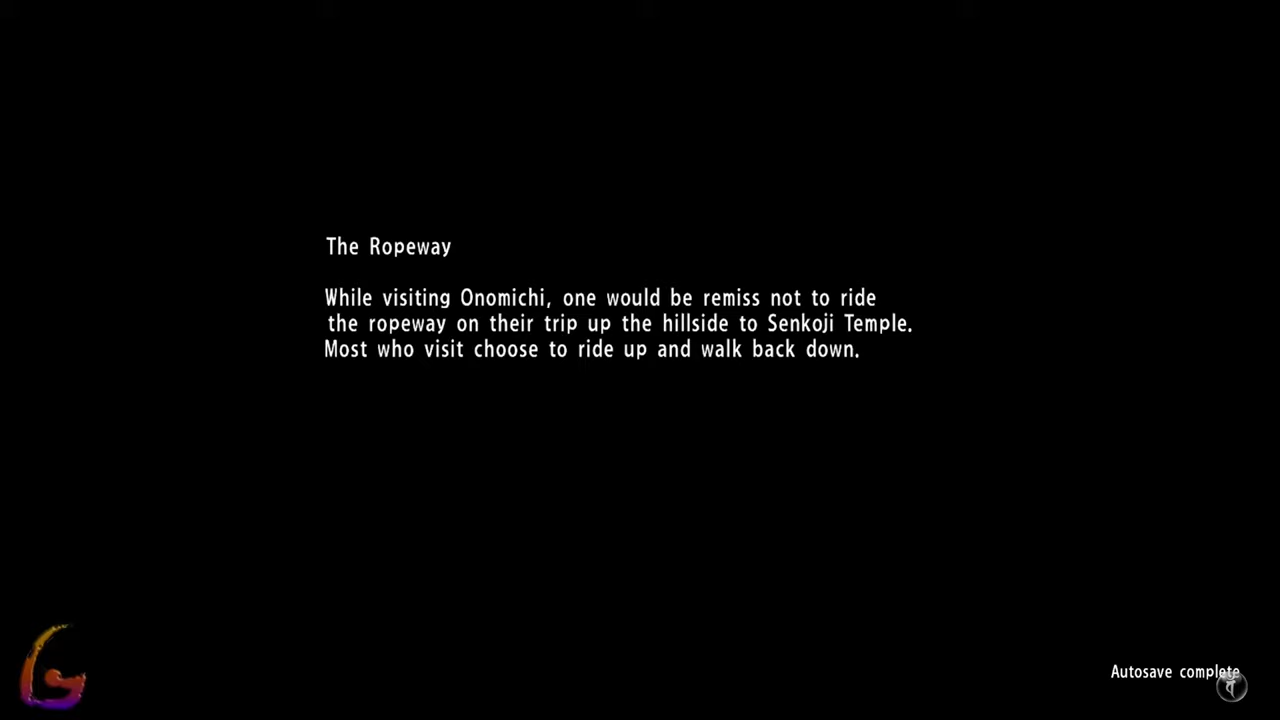 The Ropeway
While visiting Onomichi, one would be remiss not to ride
the ropeway on their trip up the hillside to Senkoji Temple.
Most who visit choose to ride up and walk back down.
Autosave complete